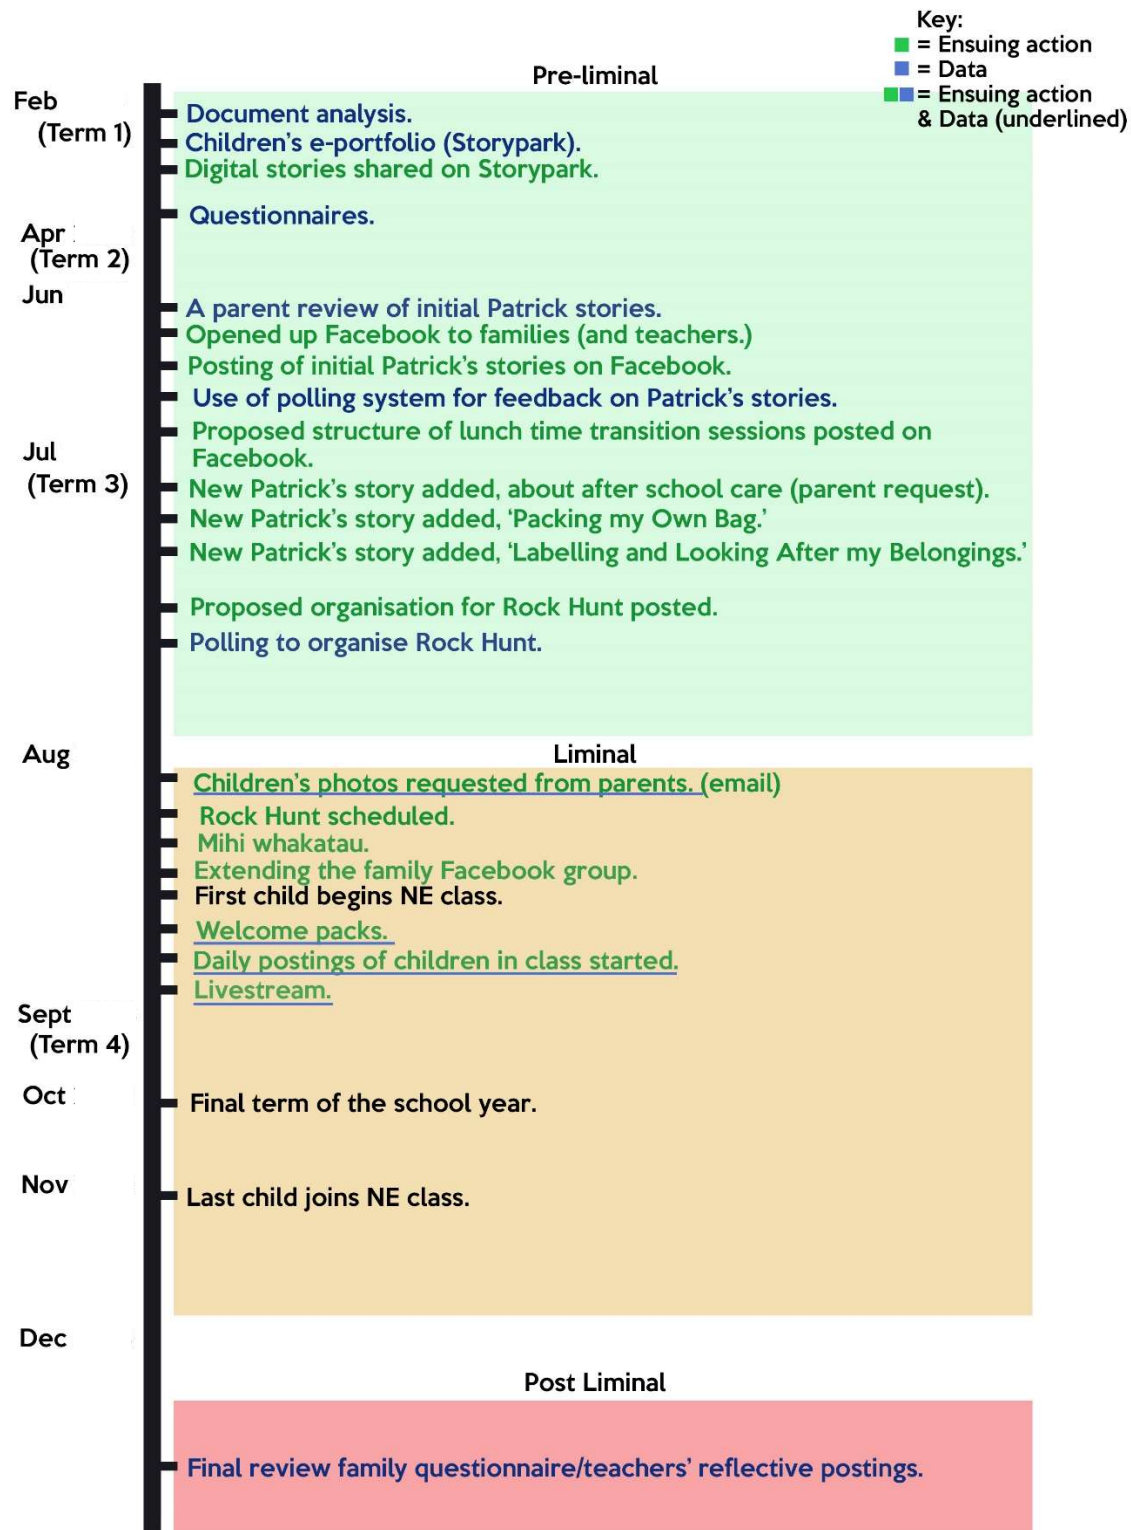 Key:
= Ensuing action
= Data
= Ensuing action
& Data (underlined)
Pre-liminal
Feb
(Term 1)
Document analysis.
Children's e-portfolio (Storypark).
Digital stories shared on Storypark.
Questionnaires.
Apr
(Term 2)
Jun
A parent review of initial Patrick stories.
Opened up Facebook to families (and teachers.)
Posting of initial Patrick's stories on Facebook.
Use of polling system for feedback on Patrick's stories.
Proposed structure of lunch time transition sessions posted on
Facebook.
Jul
(Term 3)
New Patrick's story added, about after school care (parent request).
New Patrick's story added, ‘Packing my Own Bag.’
New Patrick's story added, ‘Labelling and Looking After my Belongings.’
Proposed organisation for Rock Hunt posted.
Polling to organise Rock Hunt.
Aug
Liminal
Children's photos requested from parents. (email)
Rock Hunt scheduled.
Mihi whakatau.
Extending the family Facebook group.
First child begins NE class.
Welcome packs.
Daily postings of children in class started.
Livestream.
Sept
(Term 4)
Oct
Final term of the school year.
Nov
Last child joins NE class.
Dec
Post Liminal
Final review family questionnaire/teachers' reflective postings.